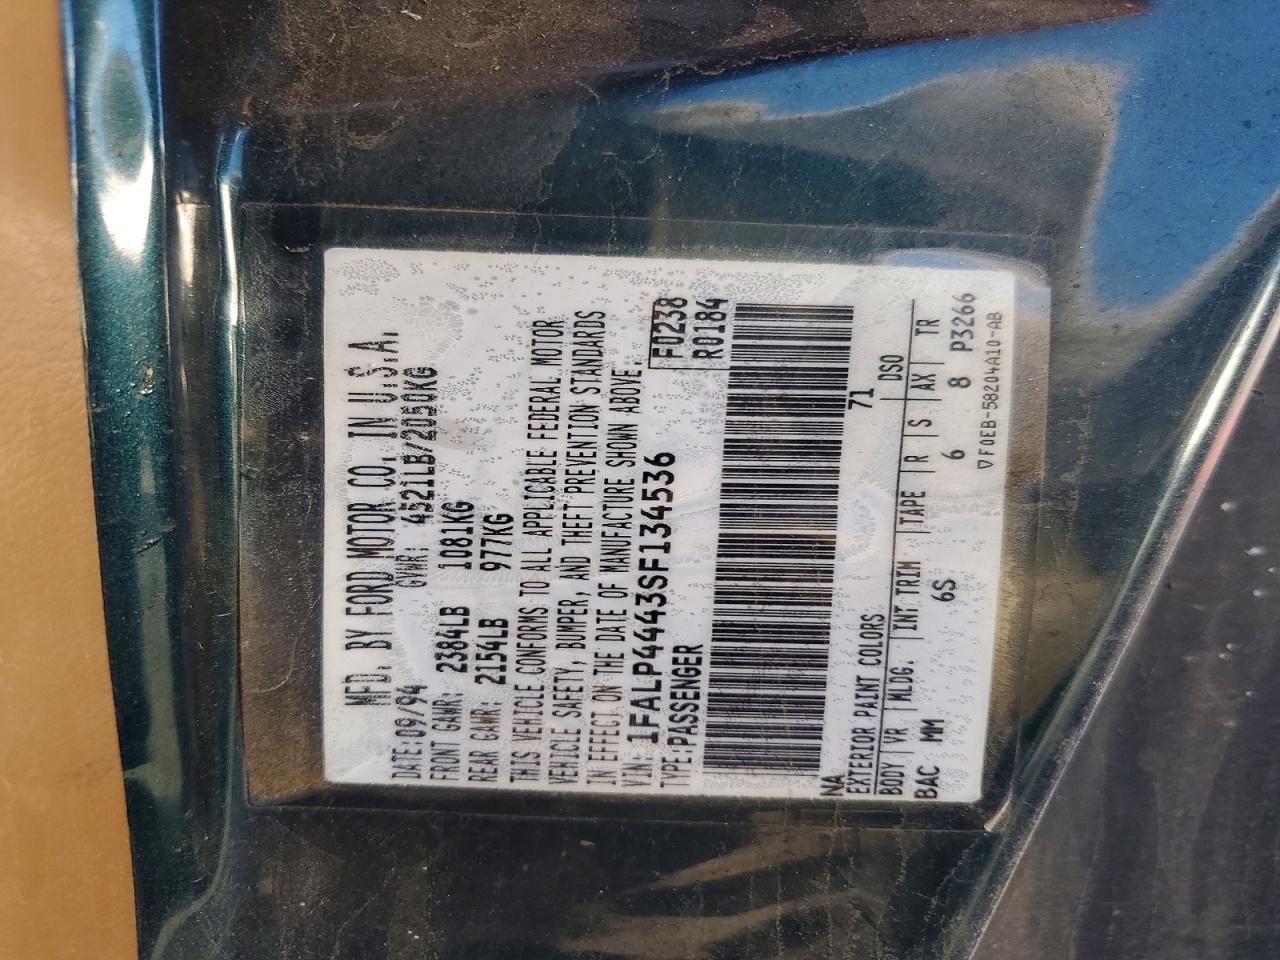 MFD. BY FORD MOTOR CO. IN U.S.A.
DATE: 09/94 GVWR: 4521LB/2050KG
FRONT GAWR: 2384LB 1081KG
REAR GAWR: 2154LB 977KG
THIS VEHICLE CONFORMS TO ALL APPLICABLE FEDERAL MOTOR
VEHICLE SAFETY, BUMPER, AND THEFT PREVENTION STANDARDS
IN EFFECT ON THE DATE OF MANUFACTURE SHOWN ABOVE.
VIN: 1FALP4443SF134536 F0238
TYPE: PASSENGER R0184
NA 71
EXTERIOR PAINT COLORS DSO
BODY VR MLDG. INT TRIM TAPE R S AX TR
BAC MM 6S 6 8 P3266
F0EB-58204A10-AB